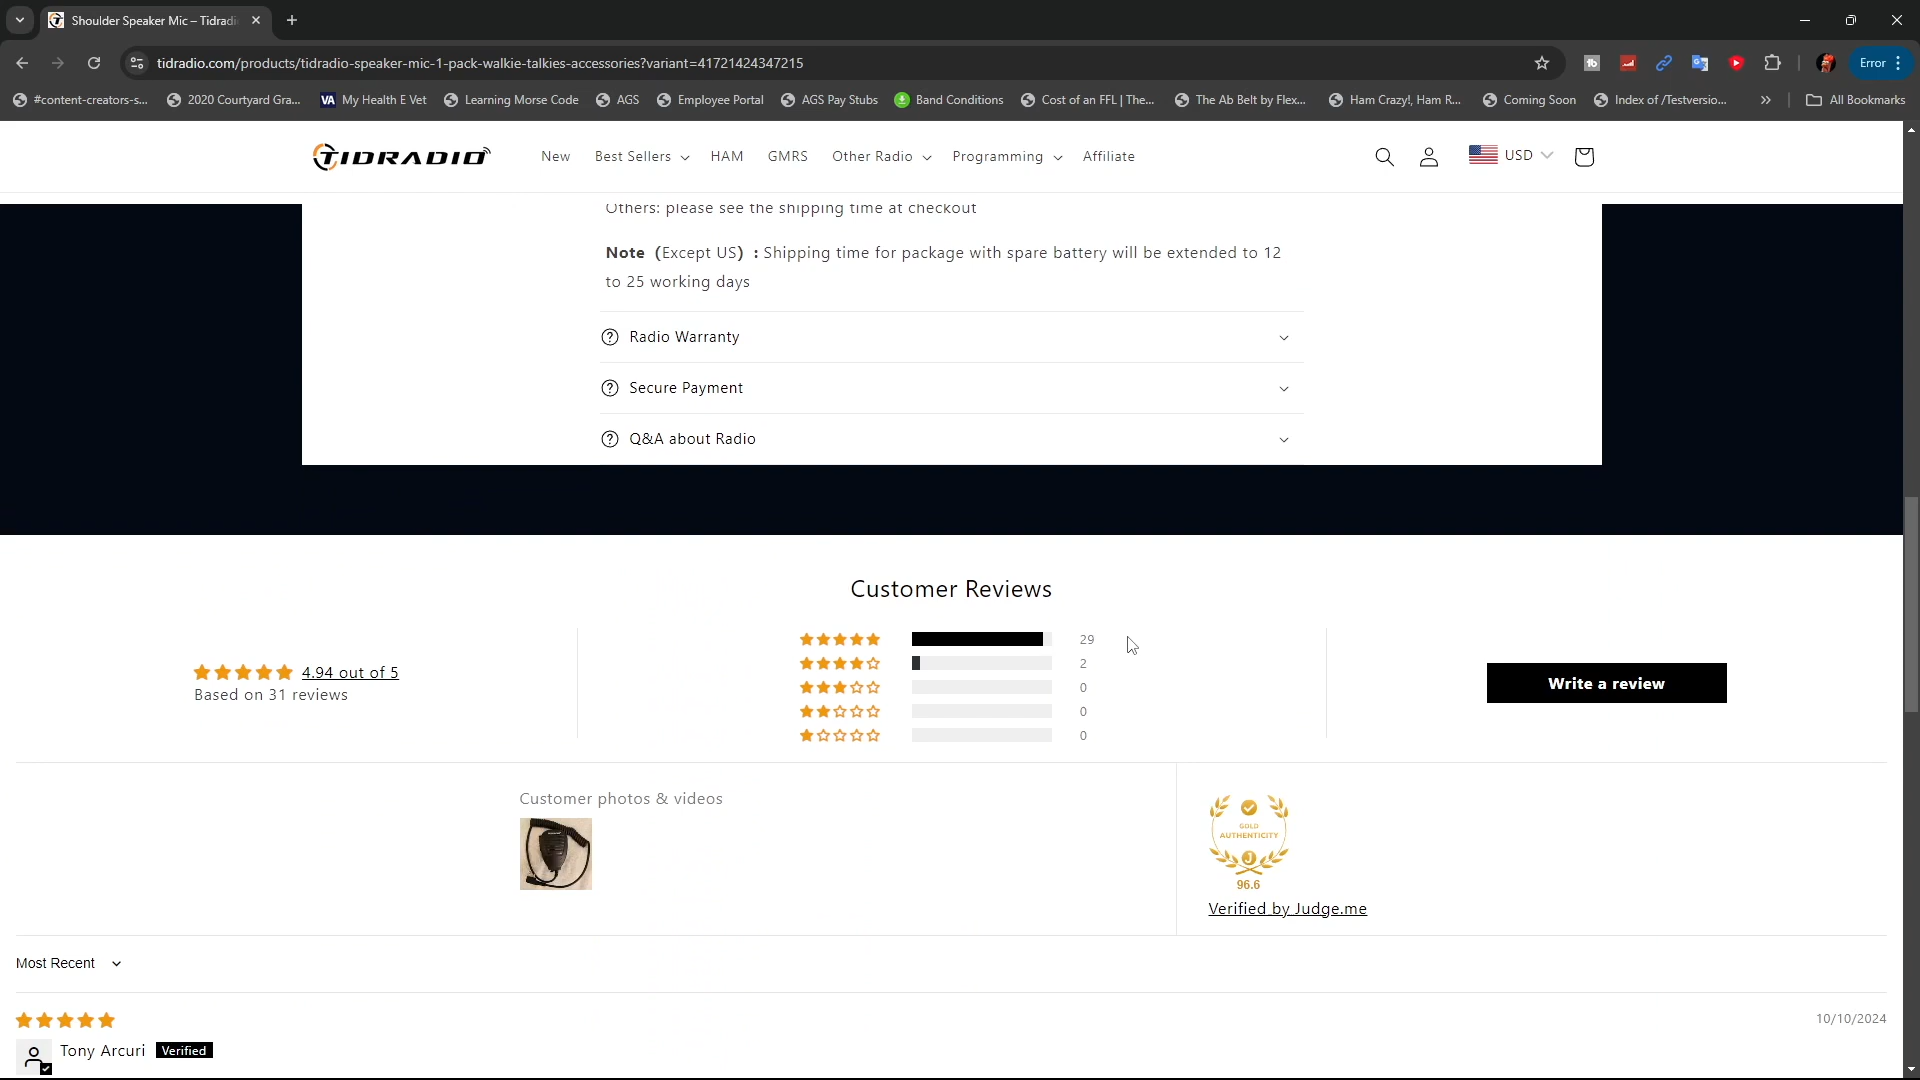 Shoulder Speaker Mic – Tidradi
tidradio.com/products/tidradio-speaker-mic-1-pack-walkie-talkies-accessories?variant=41721424347215
Error
#content-creators-s...
2020 Courtyard Gra...
VA My Health E Vet
Learning Morse Code
AGS
Employee Portal
AGS Pay Stubs
Band Conditions
Cost of an FFL | The...
The Ab Belt by Flex...
Ham Crazy!, Ham R...
Coming Soon
Index of /Testversio...
All Bookmarks
TIDRADIO
New
Best Sellers
HAM
GMRS
Other Radio
Programming
Affiliate
USD
Others: please see the shipping time at checkout
Note (Except US) : Shipping time for package with spare battery will be extended to 12
to 25 working days
Radio Warranty
Secure Payment
Q&A about Radio
Customer Reviews
4.94 out of 5
Based on 31 reviews
29
2
0
0
0
Write a review
Customer photos & videos
GOLD
AUTHENTICITY
J
96.6
Verified by Judge.me
Most Recent
10/10/2024
Tony Arcuri Verified